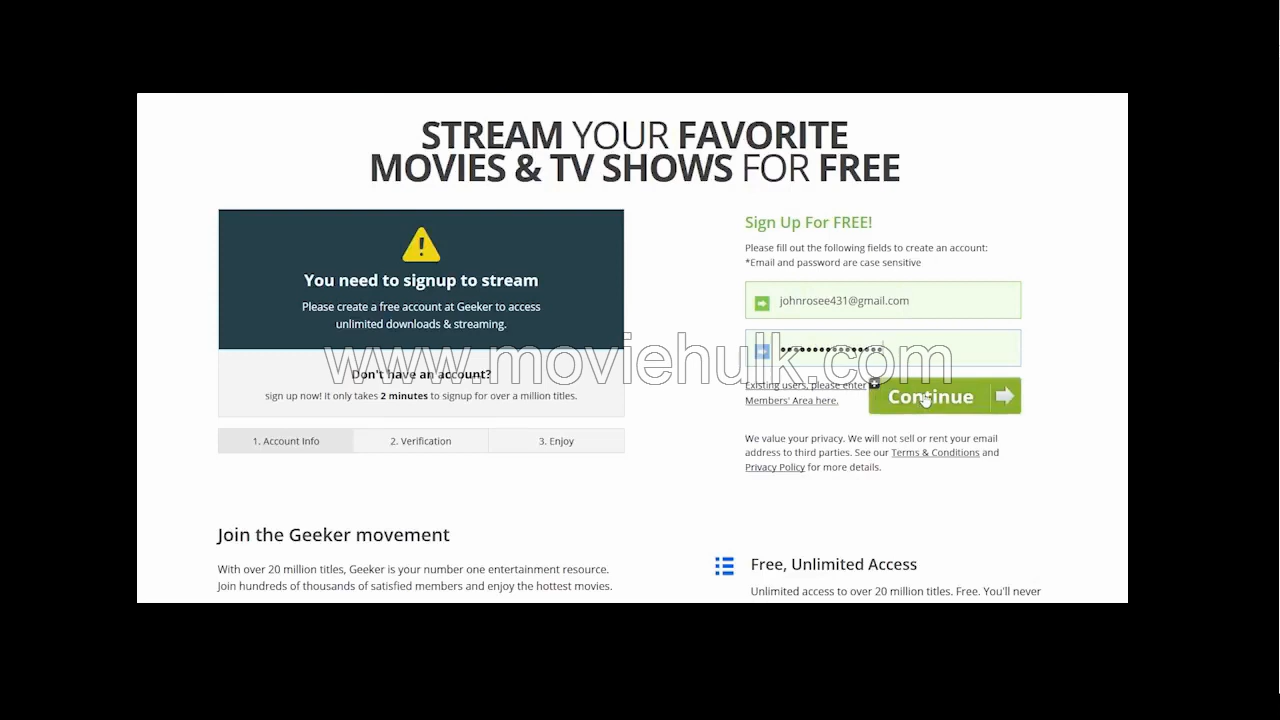 STREAM YOUR FAVORITE
MOVIES & TV SHOWS FOR FREE
You need to signup to stream
Please create a free account at Geeker to access
unlimited downloads & streaming.
Don't have an account?
sign up now! It only takes 2 minutes to signup for over a million titles.
1. Account Info
2. Verification
3. Enjoy
Sign Up For FREE!
Please fill out the following fields to create an account:
*Email and password are case sensitive
johnrosee431@gmail.com
••••••••••••••••
www.moviehulk.com
Existing users, please enter
Members' Area here.
Continue
We value your privacy. We will not sell or rent your email
address to third parties. See our Terms & Conditions and
Privacy Policy for more details.
Join the Geeker movement
With over 20 million titles, Geeker is your number one entertainment resource.
Join hundreds of thousands of satisfied members and enjoy the hottest movies.
Free, Unlimited Access
Unlimited access to over 20 million titles. Free. You'll never